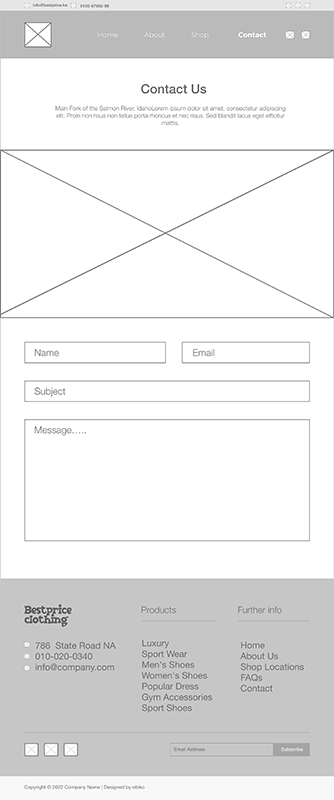 info@bestprice.ke 0100-97982-98
Home About Shop Contact
Contact Us
Main Fork of the Salmon River, IdahoLorem ipsum dolor sit amet, consectetur adipiscing
elit. Proin non risus non tellus porta rhoncus et nec risus. Sed blandit lacus eget efficitur
mattis.
Name Email
Subject
Message.....
Bestprice
clothing
786 State Road NA
010-020-0340
info@company.com
Products
Luxury
Sport Wear
Men's Shoes
Women's Shoes
Popular Dress
Gym Accessories
Sport Shoes
Further info
Home
About Us
Shop Locations
FAQs
Contact
Email Address Subscribe
Copyright © 2022 Company Name | Designed by obiko